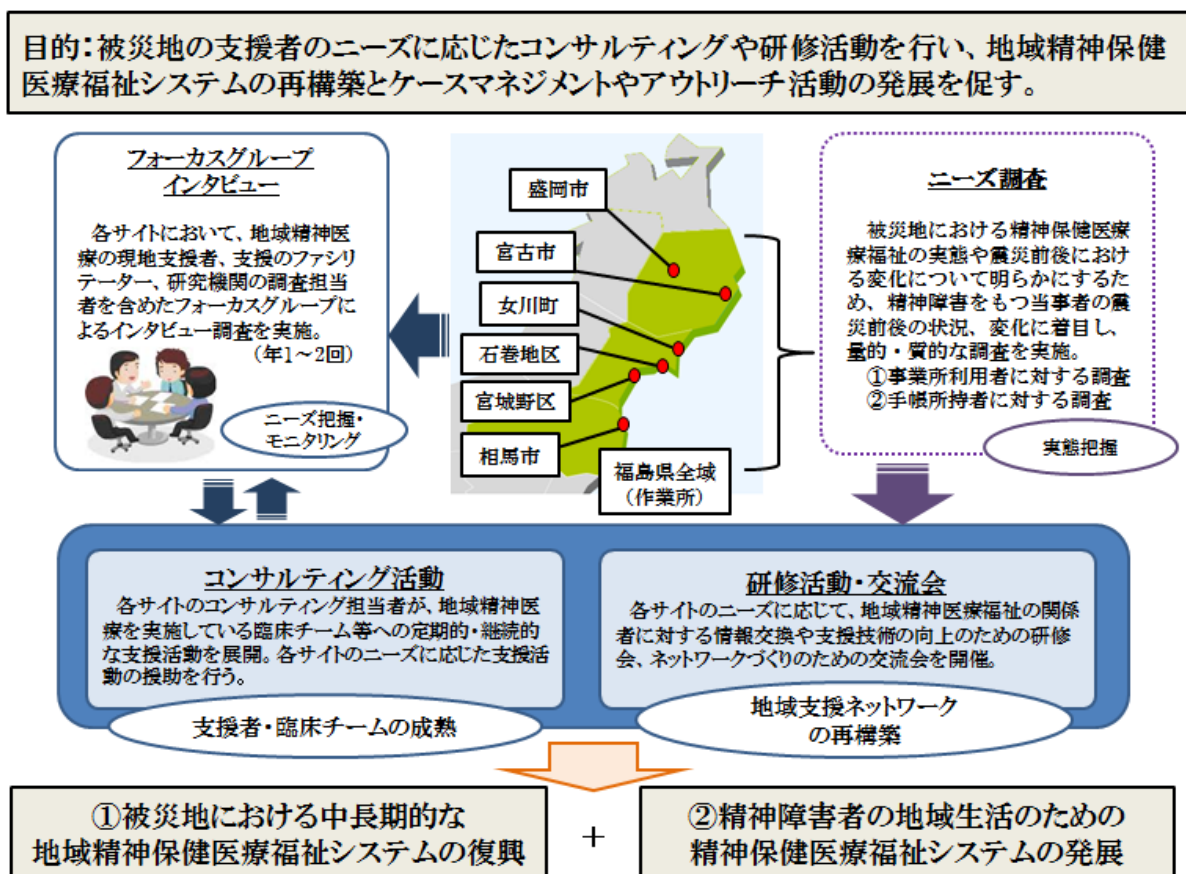 目的：被災地の支援者のニーズに応じたコンサルティングや研修活動を行い、地域精神保健
医療福祉システムの再構築とケースマネジメントやアウトリーチ活動の発展を促す。
フォーカスグループ
インタビュー
各サイトにおいて、地域精神医
療の現地支援者、支援のファシリ
テーター、研究機関の調査担当
者を含めたフォーカスグループに
よるインタビュー調査を実施。
（年1～2回）
ニーズ把握・
モニタリング
盛岡市
宮古市
女川町
石巻地区
宮城野区
相馬市
福島県全域
（作業所）
ニーズ調査
被災地における精神保健医療
療福祉の実態や震災前後におけ
る変化について明らかにするた
め、精神障害をもつ当事者の震
災前後の状況、変化に着目し、
量的・質的な調査を実施。
①事業所利用者に対する調査
②手帳所持者に対する調査
実態把握
コンサルティング活動
各サイトのコンサルティング担当者が、地域精神医
療を実施している臨床チーム等への定期的・継続的
な支援活動を展開。各サイトのニーズに応じた支援活
動の援助を行う。
支援者・臨床チームの成熟
研修活動・交流会
各サイトのニーズに応じて、地域精神医療福祉の関係
者に対する情報交換や支援技術の向上のための研修
会、ネットワークづくりのための交流会を開催。
地域支援ネットワーク
の再構築
①被災地における中長期的な
地域精神保健医療福祉システムの復興
+
②精神障害者の地域生活のための
精神保健医療福祉システムの発展